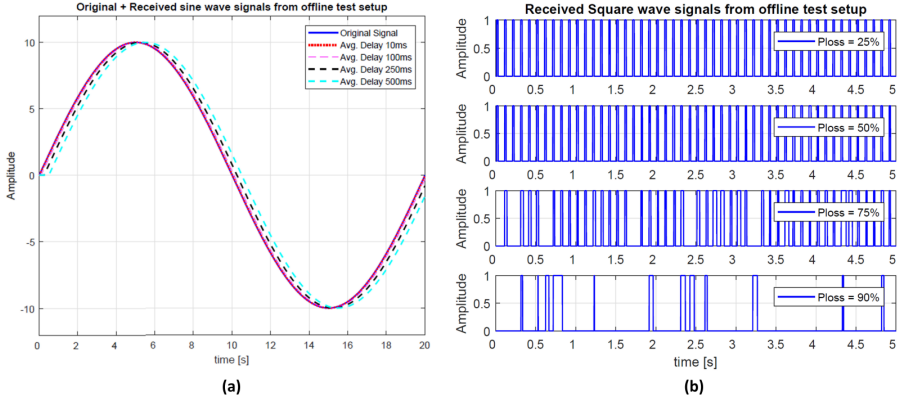 Original + Received sine wave signals from offline test setup
Original Signal
Avg. Delay 10ms
Avg. Delay 100ms
Avg. Delay 250ms
Avg. Delay 500ms
Amplitude
10
5
0
-5
-10
0 2 4 6 8 10 12 14 16 18 20
time [s]
(a)
Received Square wave signals from offline test setup
Amplitude
1
0.5
0
Ploss = 25%
0 0.5 1 1.5 2 2.5 3 3.5 4 4.5 5
Amplitude
1
0.5
0
Ploss = 50%
0 0.5 1 1.5 2 2.5 3 3.5 4 4.5 5
Amplitude
1
0.5
0
Ploss = 75%
0 0.5 1 1.5 2 2.5 3 3.5 4 4.5 5
Amplitude
1
0.5
0
Ploss = 90%
0 0.5 1 1.5 2 2.5 3 3.5 4 4.5 5
time [s]
(b)